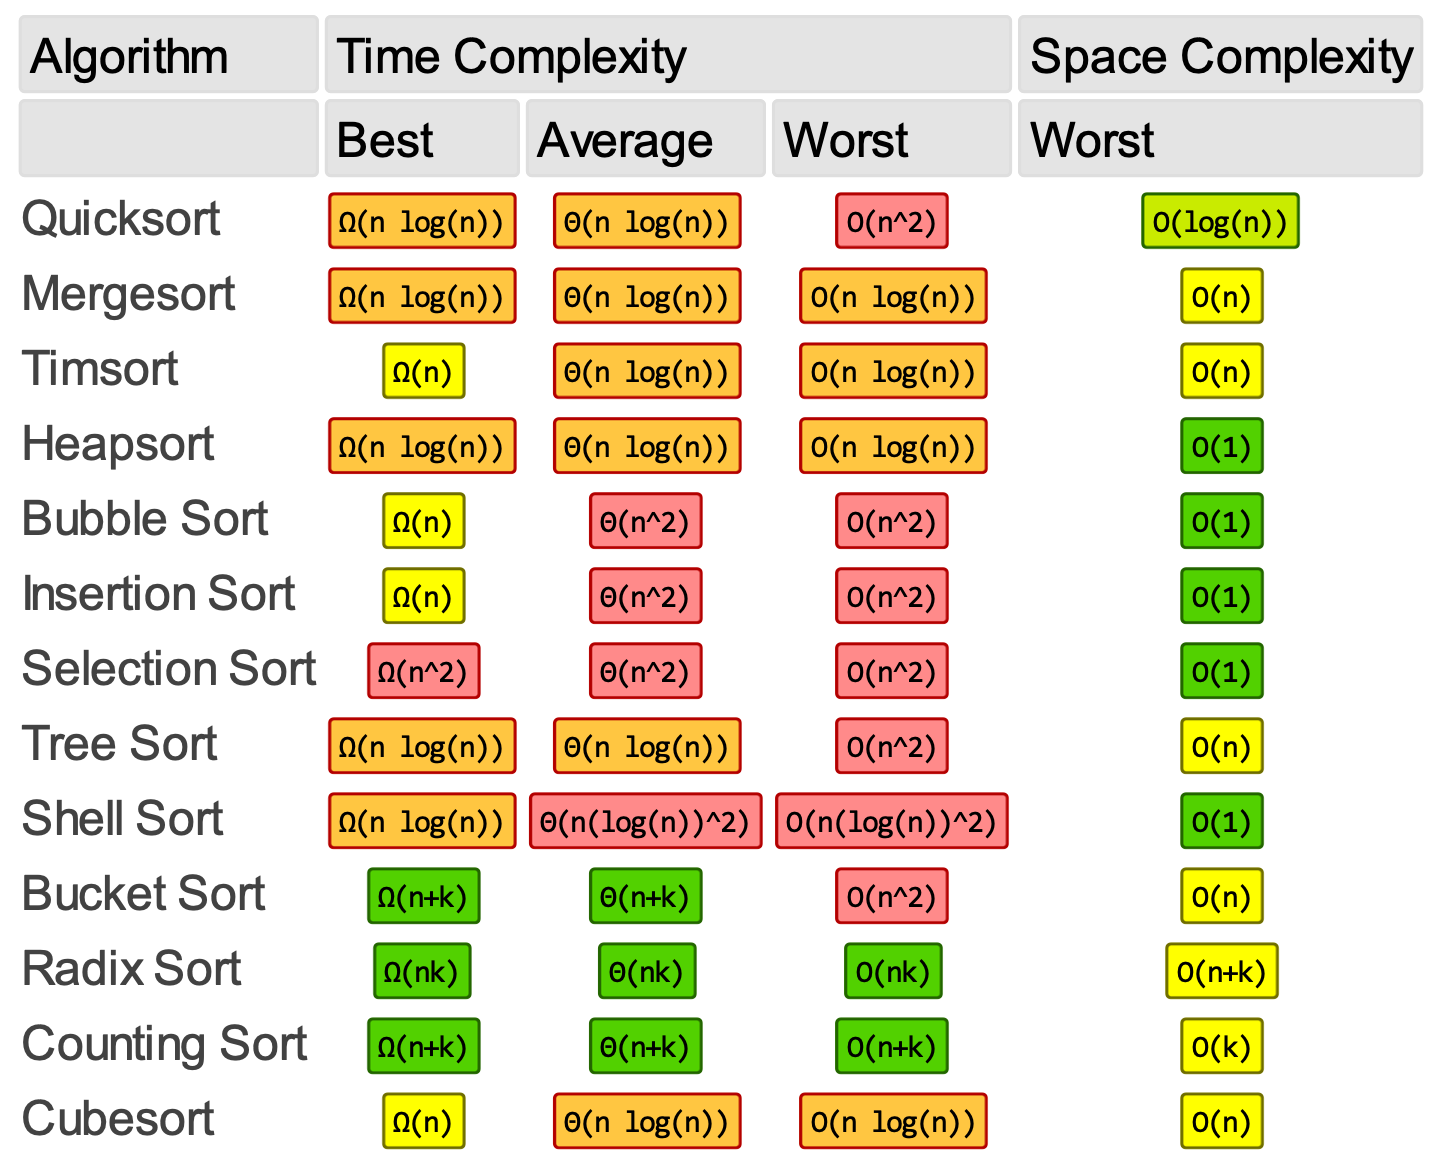 Algorithm Time Complexity Space Complexity
Best Average Worst Worst
Quicksort Ω(n log(n)) Θ(n log(n)) O(n^2) O(log(n))
Mergesort Ω(n log(n)) Θ(n log(n)) O(n log(n)) O(n)
Timsort Ω(n) Θ(n log(n)) O(n log(n)) O(n)
Heapsort Ω(n log(n)) Θ(n log(n)) O(n log(n)) O(1)
Bubble Sort Ω(n) Θ(n^2) O(n^2) O(1)
Insertion Sort Ω(n) Θ(n^2) O(n^2) O(1)
Selection Sort Ω(n^2) Θ(n^2) O(n^2) O(1)
Tree Sort Ω(n log(n)) Θ(n log(n)) O(n^2) O(n)
Shell Sort Ω(n log(n)) Θ(n(log(n))^2) O(n(log(n))^2) O(1)
Bucket Sort Ω(n+k) Θ(n+k) O(n^2) O(n)
Radix Sort Ω(nk) Θ(nk) O(nk) O(n+k)
Counting Sort Ω(n+k) Θ(n+k) O(n+k) O(k)
Cubesort Ω(n) Θ(n log(n)) O(n log(n)) O(n)